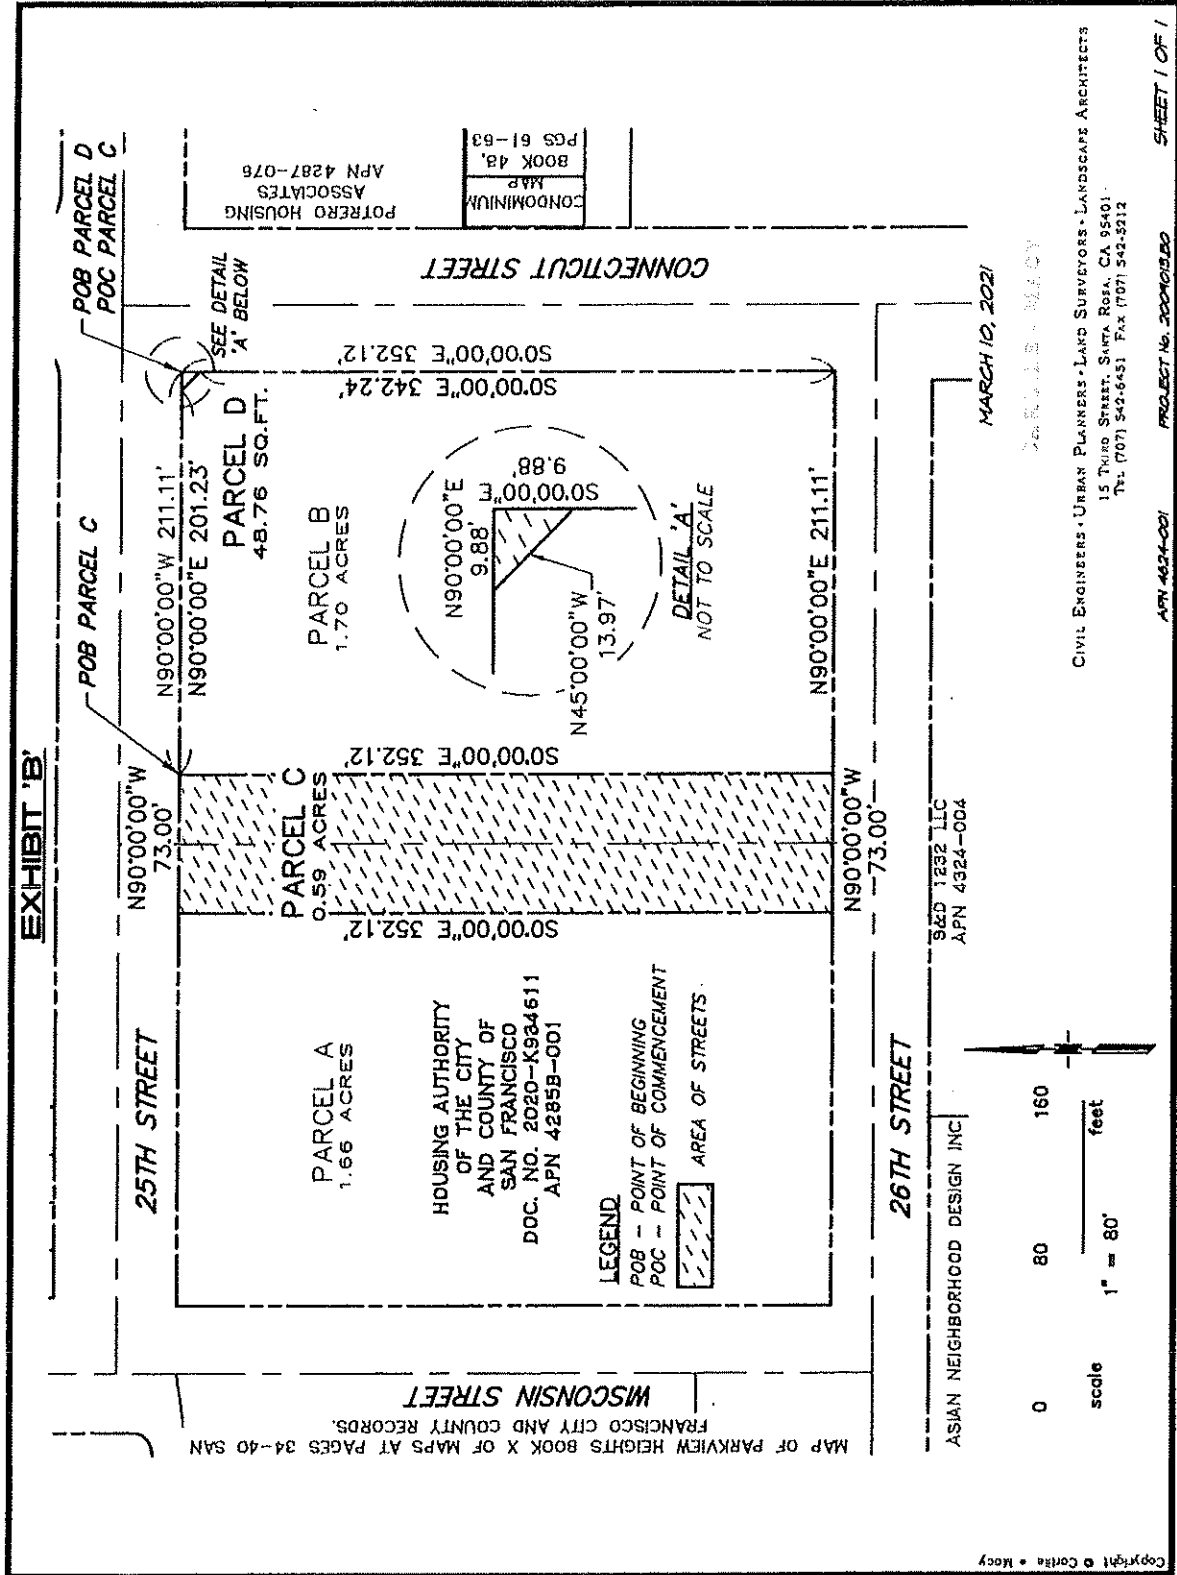 EXHIBIT 'B'
POB PARCEL C
POB PARCEL D
POC PARCEL C
25TH STREET
N90°00'00"W
73.00'
N90°00'00"W 211.11'
N90°00'00"E 201.23'
SEE DETAIL
'A' BELOW
PARCEL D
48.76 SQ.FT.
PARCEL A
1.66 ACRES
PARCEL C
0.59 ACRES
PARCEL B
1.70 ACRES
HOUSING AUTHORITY
OF THE CITY
AND COUNTY OF
SAN FRANCISCO
DOC. NO. 2020-K934611
APN 4285B-001
S0°00'00"E 352.12'
S0°00'00"E 352.12'
S0°00'00"E 342.24'
S0°00'00"E 352.12'
N90°00'00"E
9.88'
S0°00'00"E
9.88'
N45°00'00"W
13.97'
DETAIL 'A'
NOT TO SCALE
LEGEND
POB - POINT OF BEGINNING
POC - POINT OF COMMENCEMENT
AREA OF STREETS
N90°00'00"W
73.00'
N90°00'00"E 211.11'
MAP OF PARKVIEW HEIGHTS BOOK X OF MAPS AT PAGES 34-40 SAN
FRANCISCO CITY AND COUNTY RECORDS.
WISCONSIN STREET
CONNECTICUT STREET
POTRERO HOUSING
ASSOCIATES
APN 4287-076
CONDOMINIUM
MAP
BOOK 48,
PGS 61-63
26TH STREET
ASIAN NEIGHBORHOOD DESIGN INC
S&D 1232 LLC
APN 4324-004
0 80 160
scale 1" = 80' feet
MARCH 10, 2021
CIVIL ENGINEERS · URBAN PLANNERS · LAND SURVEYORS · LANDSCAPE ARCHITECTS
15 THIRD STREET, SANTA ROSA, CA 95401
TEL (707) 542-6451 FAX (707) 542-5212
APN 4624-001 SHEET 1 OF 1
Copyright © Carlile • Macy